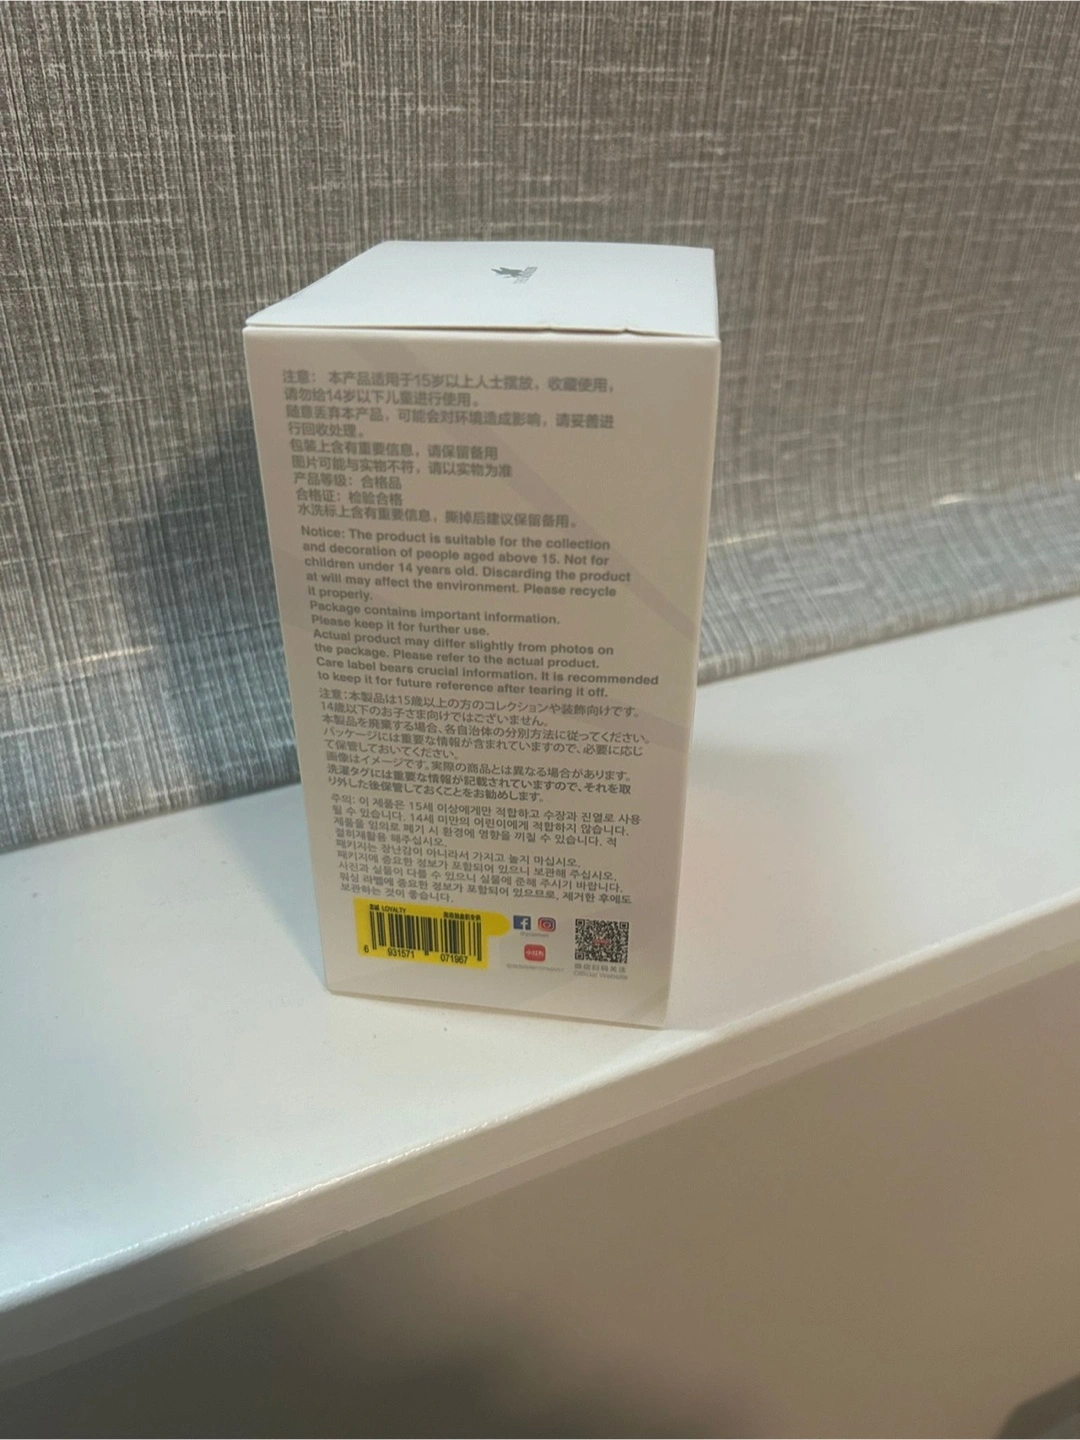 注意： 本产品适用于15岁以上人士摆放，收藏使用，
请勿给14岁以下儿童进行使用。
随意丢弃本产品，可能会对环境造成影响，请妥善进
行回收处理。
包装上含有重要信息，请保留备用
图片可能与实物不符，请以实物为准
产品等级：合格品
合格证：检验合格
水洗标上含有重要信息，撕掉后建议保留备用。
Notice: The product is suitable for the collection
and decoration of people aged above 15. Not for
children under 14 years old. Discarding the product
at will may affect the environment. Please recycle
it properly.
Package contains important information.
Please keep it for further use.
Actual product may differ slightly from photos on
the package. Please refer to the actual product.
Care label bears crucial information. It is recommended
to keep it for future reference after tearing it off.
注意：本製品は15歳以上の方のコレクションや装飾向けです。
14歳以下のお子さま向けではございません。
本製品を廃棄する場合、各自治体の分別方法に従ってください。
パッケージには重要な情報が含まれていますので、必要に応じ
て保管しておいてください。
画像はイメージです。実際の商品とは異なる場合があります。
洗濯タグには重要な情報が記載されていますので、それを取
り外した後保管しておくことをお勧めします。
주의: 이 제품은 15세 이상에게만 적합하고 수장과 진열로 사용
될 수 있습니다. 14세 미만의 어린이에게 적합하지 않습니다.
제품을 임의로 폐기 시 환경에 영향을 끼칠 수 있습니다. 적
절히재활용 해주십시오.
패키지는 장난감이 아니라서 가지고 놀지 마십시오.
패키지에 중요한 정보가 포함되어 있으니 보관해 주십시오.
사진과 실물이 다를 수 있으니 실물에 준해 주시기 바랍니다.
워싱 라벨에 중요한 정보가 포함되어 있으므로, 제거한 후에도
보관하는 것이 좋습니다.
LOYALTY
6 931571 071967
小红书
微信扫码关注
Official Website